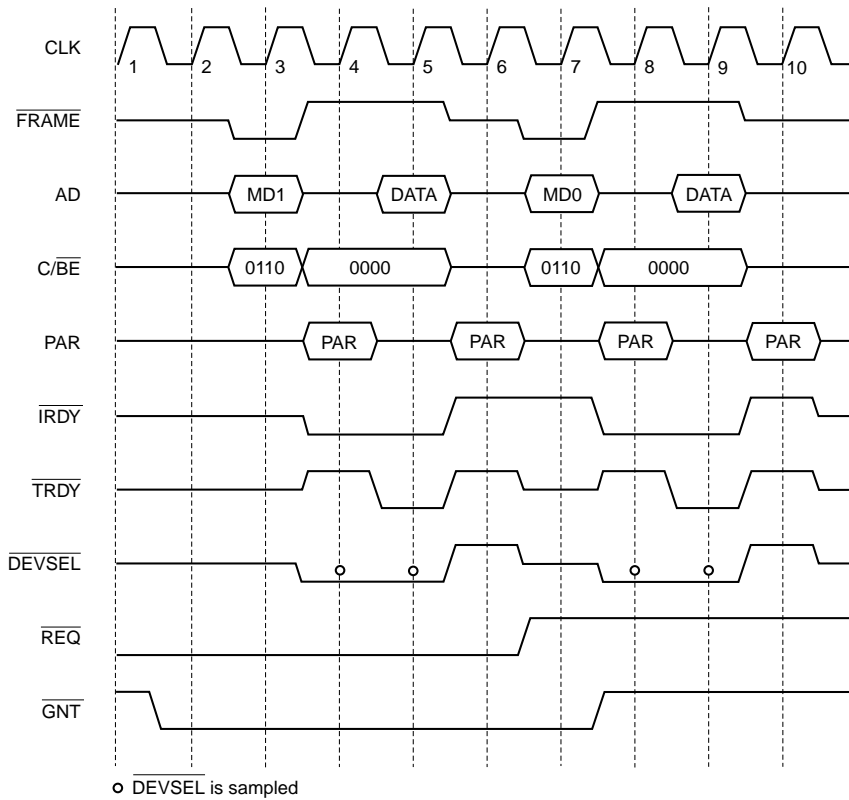 CLK
1 2 3 4 5 6 7 8 9 10
FRAME
AD
MD1 DATA MD0 DATA
C/BE
0110 0000 0110 0000
PAR
PAR PAR PAR PAR
IRDY
TRDY
DEVSEL
REQ
GNT
DEVSEL is sampled